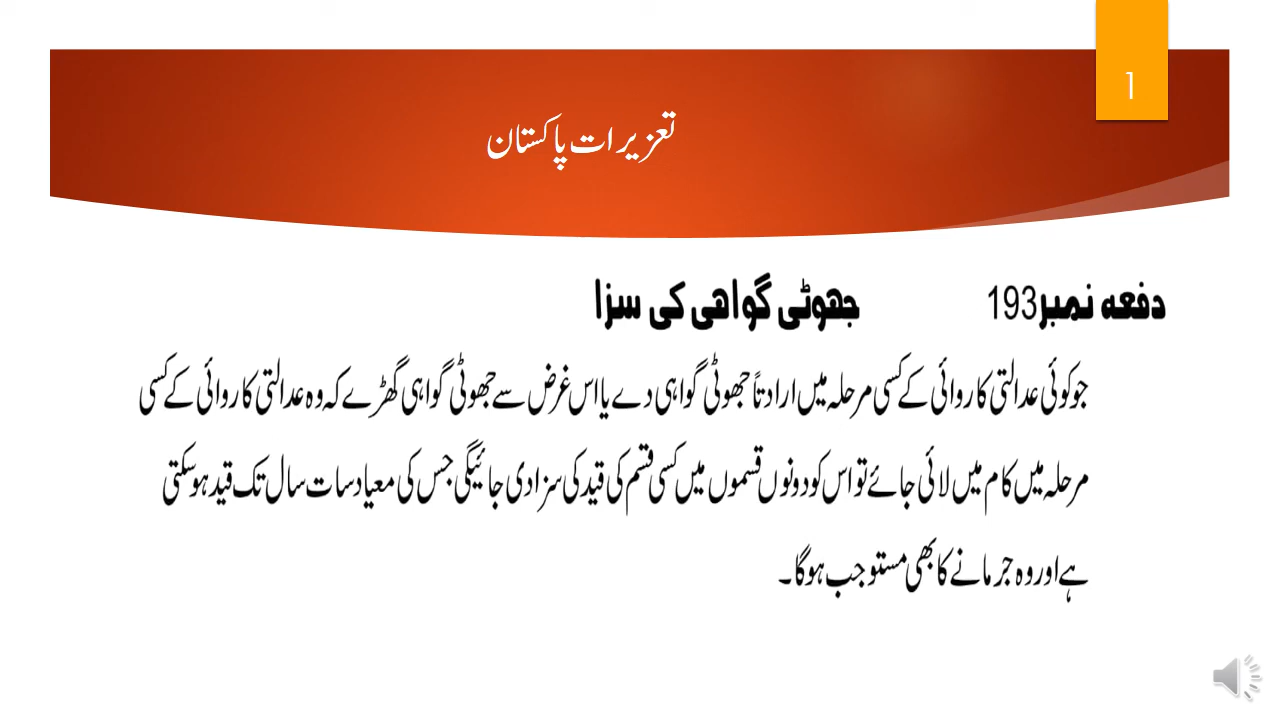 1
تعزیرات پاکستان
دفعہ نمبر193 جھوٹی گواھی کی سزا
جو کوئی عدالتی کاروائی کے کسی مرحلہ میں ارادتاً جھوٹی گواہی دے یا اس غرض سے جھوٹی گواہی گھڑے کہ وہ عدالتی کاروائی کے کسی
مرحلہ میں کام میں لائی جائے تو اس کو دونوں قسموں میں کسی قسم کی قید کی سزا دی جائیگی جس کی معیاد سات سال تک قید ہو سکتی
ہے اور وہ جرمانے کا بھی مستوجب ہوگا۔